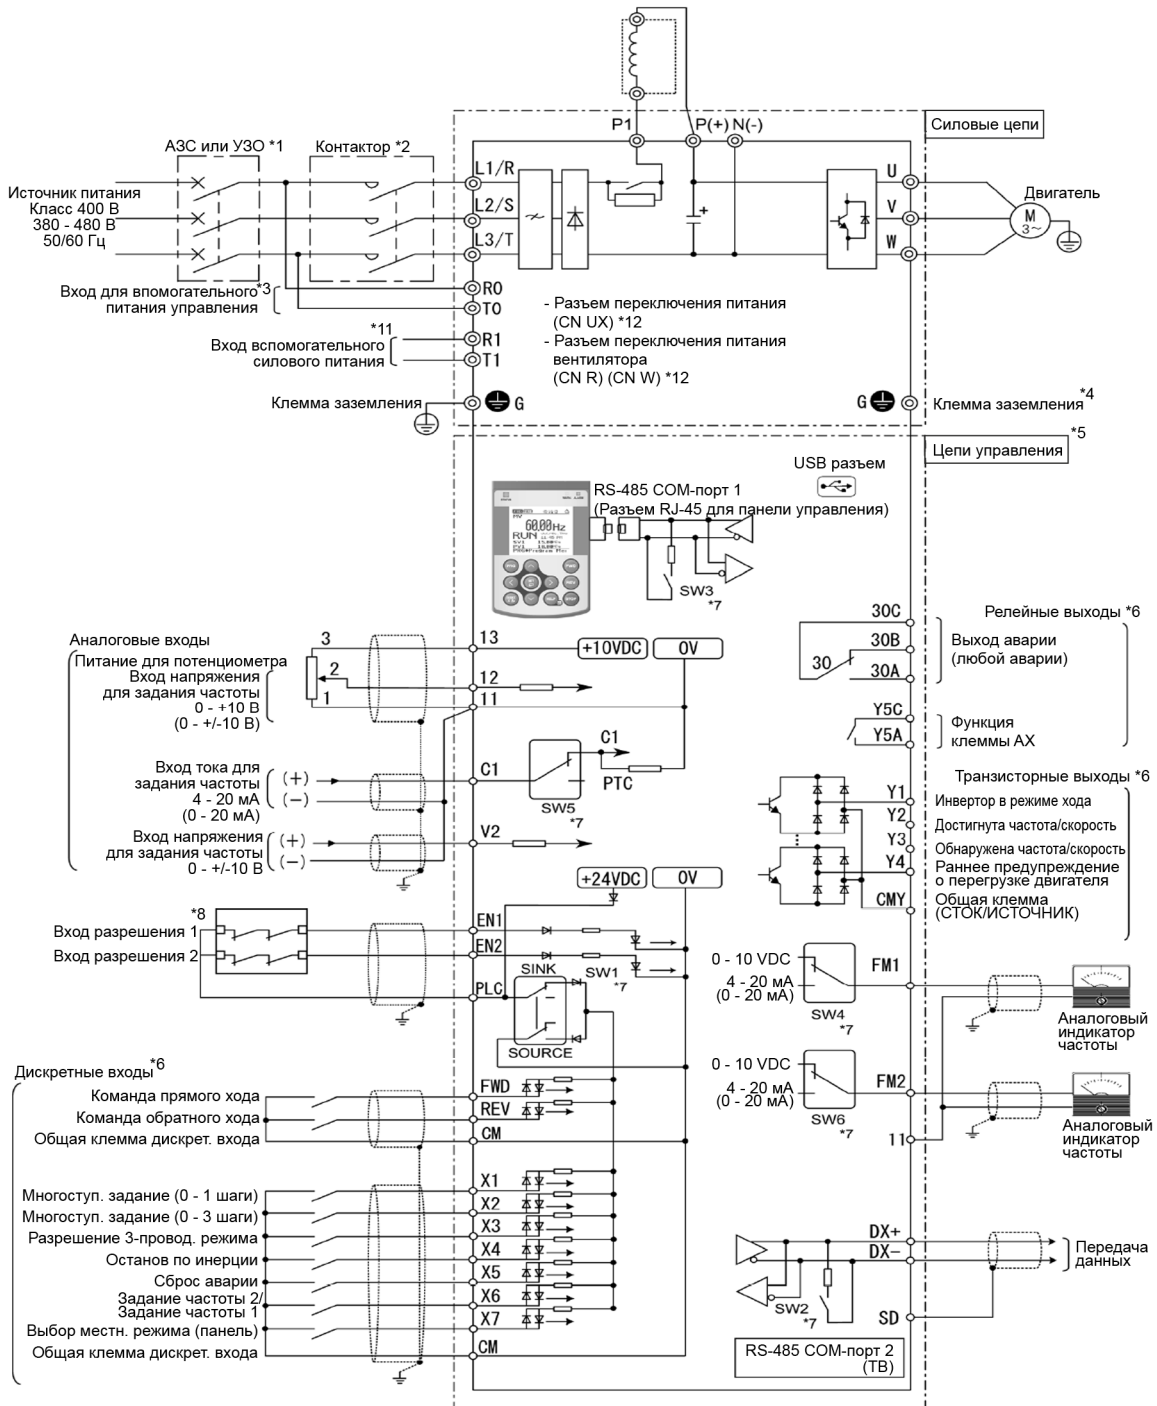 P1
P(+)
N(-)
Силовые цепи
АЗС или УЗО *1
Контактор *2
Источник питания
Класс 400 В
380 - 480 В
50/60 Гц
L1/R
L2/S
L3/T
U
V
W
Двигатель
M
3~
Вход для впомогательного *3
питания управления
R0
T0
*11
Вход вспомогательного
силового питания
R1
T1
- Разъем переключения питания
(CN UX) *12
- Разъем переключения питания
вентилятора
(CN R) (CN W) *12
Клемма заземления
G
G
Клемма заземления *4
Цепи управления *5
USB разъем
RS-485 COM-порт 1
(Разъем RJ-45 для панели управления)
60.00Hz
RUN
SW3
*7
Аналоговые входы
Питание для потенциометра
Вход напряжения
для задания частоты
0 - +10 В
(0 - +/-10 В)
3
2
1
13
12
11
+10VDC
0V
Вход тока для
задания частоты
4 - 20 мА
(0 - 20 мА)
(+)
(−)
C1
C1
PTC
SW5
*7
Вход напряжения
для задания частоты
0 - +/-10 В
(+)
(−)
V2
+24VDC
0V
Релейные выходы *6
30C
30B
30
30A
Выход аварии
(любой аварии)
Y5C
Y5A
Функция
клеммы AX
Транзисторные выходы *6
Y1
Инвертор в режиме хода
Y2
Достигнута частота/скорость
Y3
Обнаружена частота/скорость
Y4
Раннее предупреждение
о перегрузке двигателя
CMY
Общая клемма
(СТОК/ИСТОЧНИК)
*8
Вход разрешения 1
Вход разрешения 2
EN1
EN2
PLC
SINK
SW1
*7
SOURCE
0 - 10 VDC
4 - 20 мА
(0 - 20 мА)
SW4
*7
FM1
Аналоговый
индикатор
частоты
0 - 10 VDC
4 - 20 мА
(0 - 20 мА)
SW6
*7
FM2
11
Аналоговый
индикатор
частоты
Дискретные входы *6
Команда прямого хода
Команда обратного хода
Общая клемма дискрет. входа
FWD
REV
CM
Многоступ. задание (0 - 1 шаги)
Многоступ. задание (0 - 3 шаги)
Разрешение 3-провод. режима
Останов по инерции
Сброс аварии
Задание частоты 2/
Задание частоты 1
Выбор местн. режима (панель)
Общая клемма дискрет. входа
X1
X2
X3
X4
X5
X6
X7
CM
DX+
DX−
SD
SW2
*7
Передача
данных
RS-485 COM-порт 2
(TB)